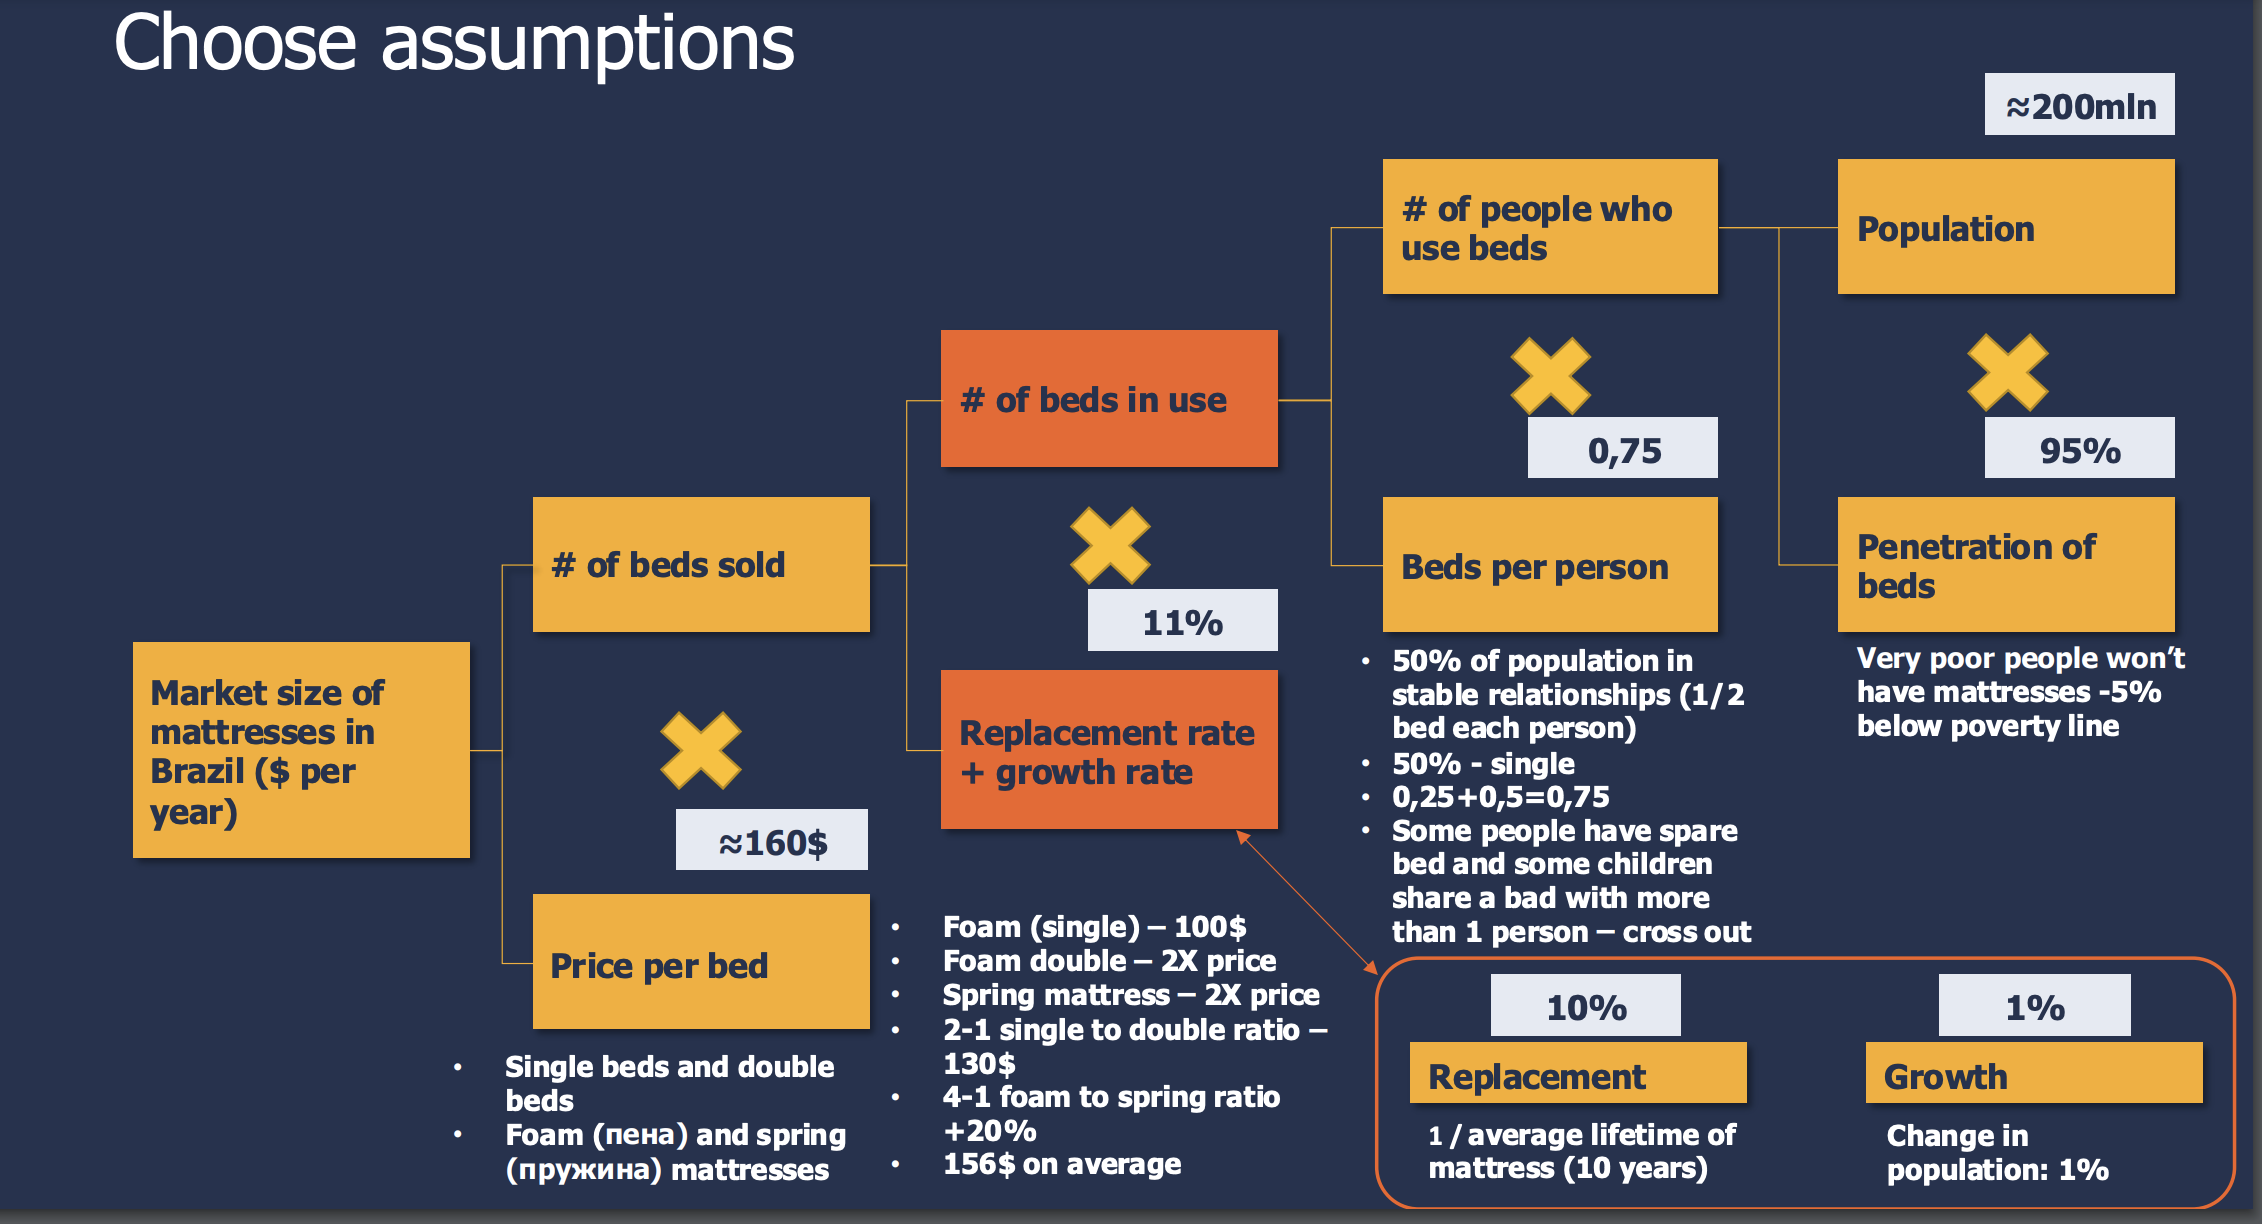 Choose assumptions
≈200mln
# of people who
use beds
Population
# of beds in use
0,75
95%
# of beds sold
11%
Beds per person
Penetration of
beds
Market size of
mattresses in
Brazil ($ per
year)
≈160$
Replacement rate
+ growth rate
Price per bed
• 50% of population in
stable relationships (1/2
bed each person)
• 50% - single
• 0,25+0,5=0,75
• Some people have spare
bed and some children
share a bad with more
than 1 person – cross out
Very poor people won’t
have mattresses -5%
below poverty line
• Single beds and double
beds
• Foam (пена) and spring
(пружина) mattresses
• Foam (single) – 100$
• Foam double – 2X price
• Spring mattress – 2X price
• 2-1 single to double ratio –
130$
• 4-1 foam to spring ratio
+20%
• 156$ on average
10%
Replacement
1 / average lifetime of
mattress (10 years)
1%
Growth
Change in
population: 1%